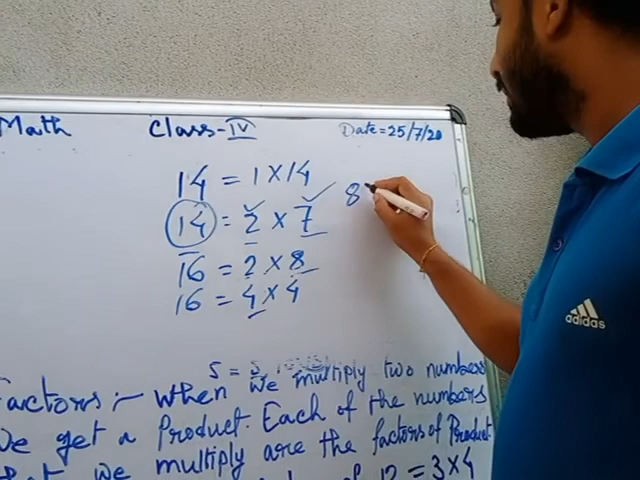 Math Class-IV Date=25/7/20
14 = 1 X 14
14 = 2 X 7
8
16 = 2 X 8
16 = 4 X 4
5 = 5
Factors:- When we multiply two numbers
We get a Product. Each of the numbers
that we multiply are the factors of Product
12 = 3 X 4
adidas